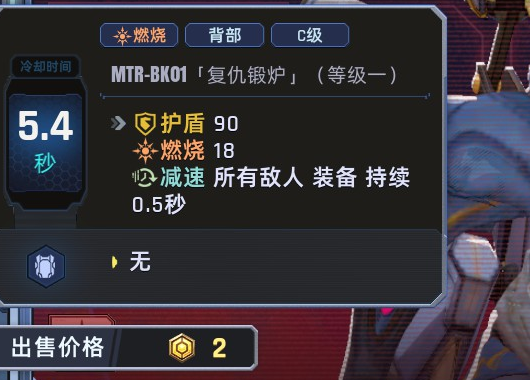 燃烧 背部 C级
冷却时间
MTR-BK01「复仇锻炉」（等级一）
5.4
秒
护盾 90
燃烧 18
减速 所有敌人 装备 持续
0.5秒
无
出售价格 2